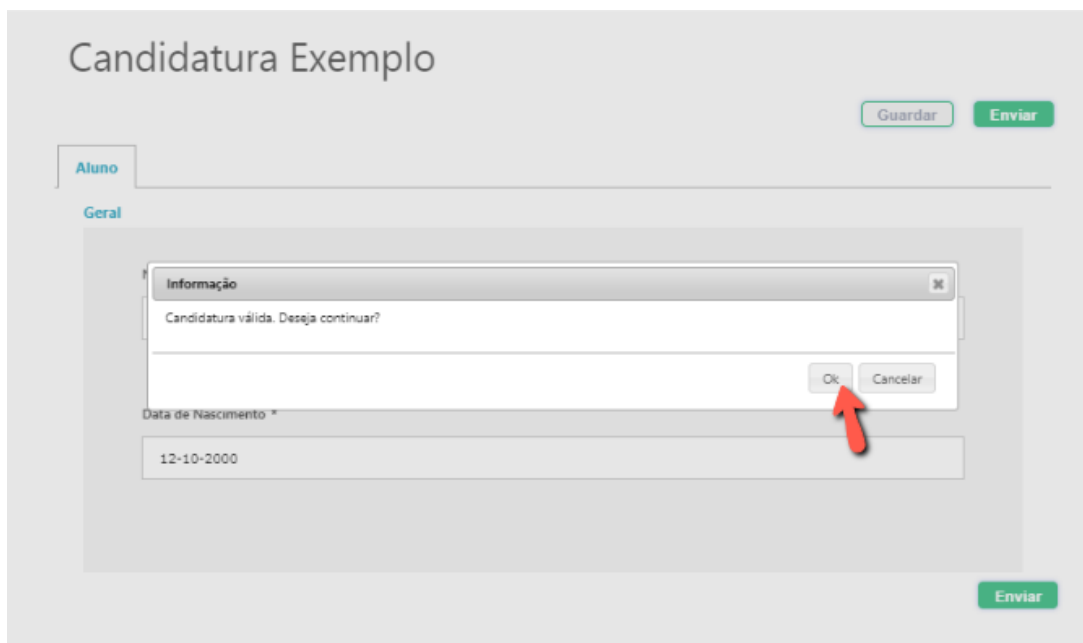 Candidatura Exemplo
Guardar Enviar
Aluno
Geral
Informação
Candidatura válida. Deseja continuar?
Ok Cancelar
Data de Nascimento *
12-10-2000
Enviar